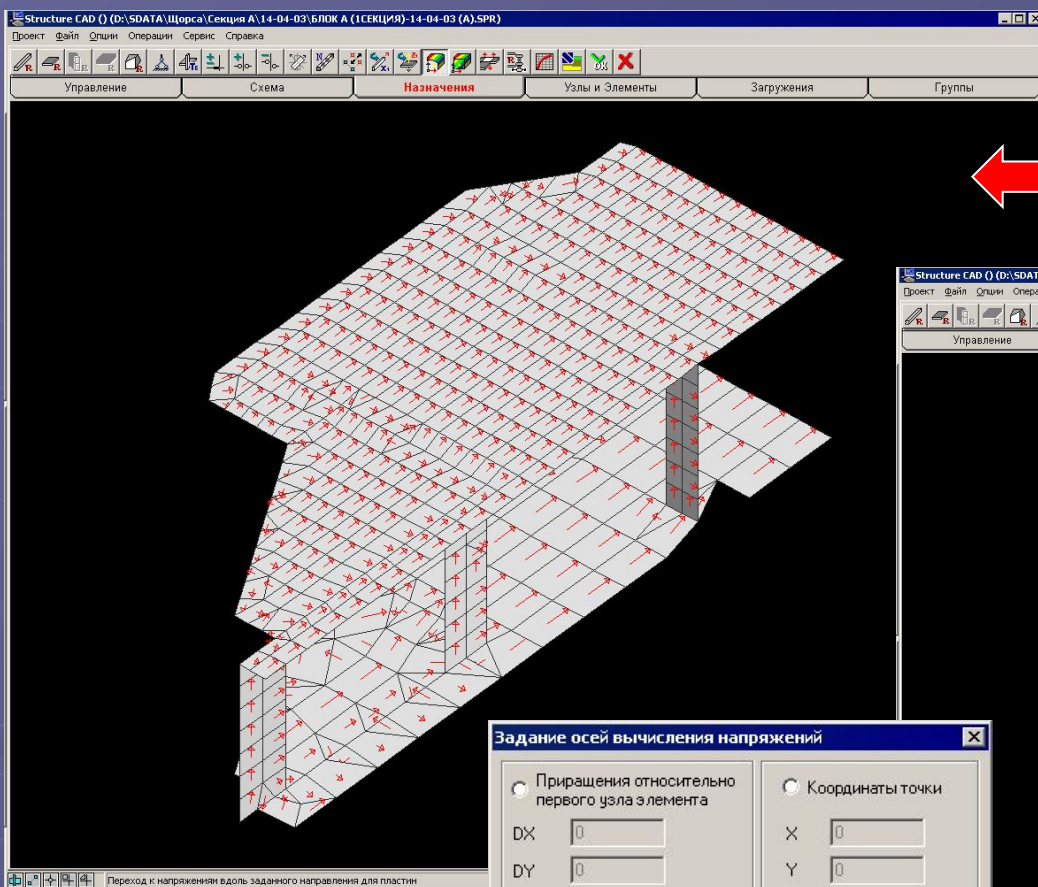 Structure CAD () (D:\SDATA\Щорса\Секция А\14-04-03\БЛОК А (1СЕКЦИЯ)-14-04-03 (А).SPR)
Проект Файл Опции Операции Сервис Справка
Управление Схема Назначения Узлы и Элементы Загружения Группы
Structure CAD () (D:\SDAT
Проект Файл Опции Опера
Управление
Задание осей вычисления напряжений
Приращения относительно первого узла элемента
Координаты точки
DX 0
X 0
DY 0
Y 0
Переход к напряжениям вдоль заданного направления для пластин